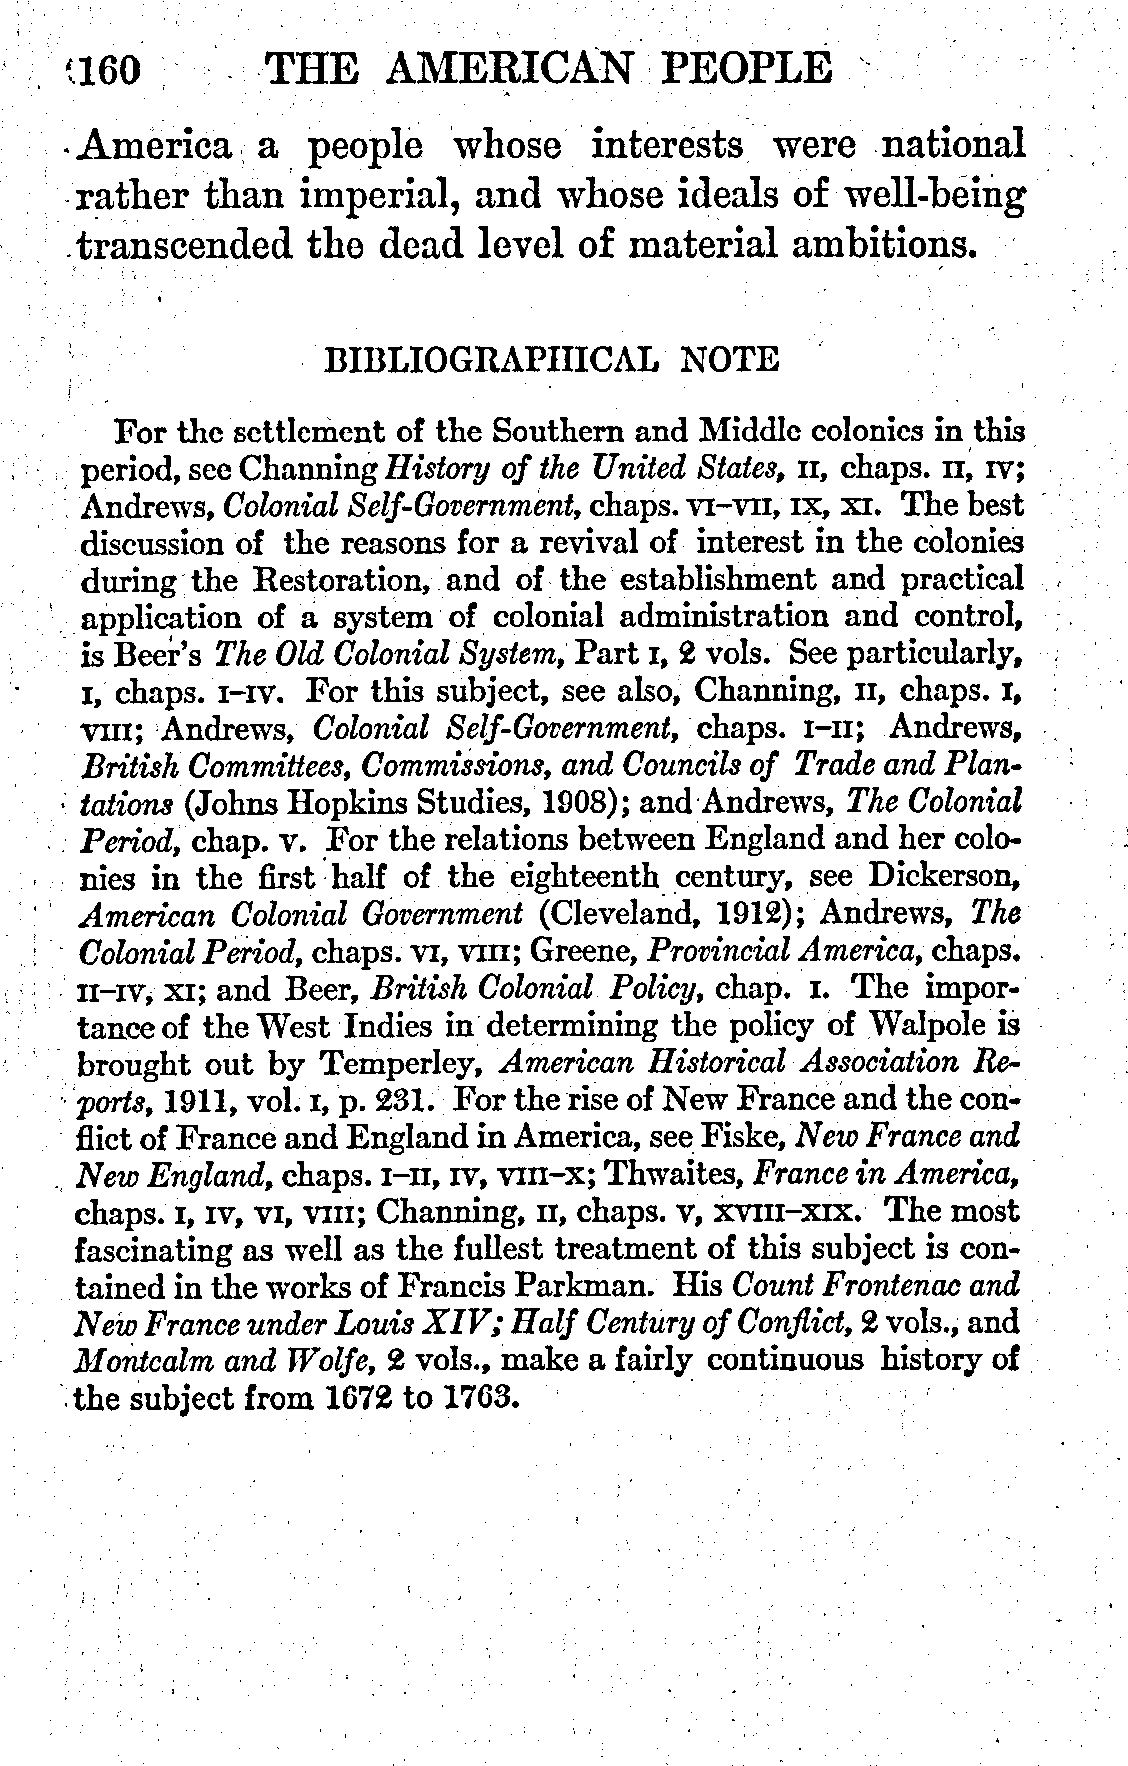 160 THE AMERICAN PEOPLE
America a people whose interests were national
rather than imperial, and whose ideals of well-being
transcended the dead level of material ambitions.
BIBLIOGRAPHICAL NOTE
For the settlement of the Southern and Middle colonies in this
period, see Channing History of the United States, II, chaps. II, IV;
Andrews, Colonial Self-Government, chaps. VI–VII, IX, XI. The best
discussion of the reasons for a revival of interest in the colonies
during the Restoration, and of the establishment and practical
application of a system of colonial administration and control,
is Beer's The Old Colonial System, Part I, 2 vols. See particularly,
I, chaps. I–IV. For this subject, see also, Channing, II, chaps. I,
VIII; Andrews, Colonial Self-Government, chaps. I–II; Andrews,
British Committees, Commissions, and Councils of Trade and Plan-
tations (Johns Hopkins Studies, 1908); and Andrews, The Colonial
Period, chap. V. For the relations between England and her colo-
nies in the first half of the eighteenth century, see Dickerson,
American Colonial Government (Cleveland, 1912); Andrews, The
Colonial Period, chaps. VI, VIII; Greene, Provincial America, chaps.
II–IV, XI; and Beer, British Colonial Policy, chap. I. The impor-
tance of the West Indies in determining the policy of Walpole is
brought out by Temperley, American Historical Association Re-
ports, 1911, vol. I, p. 231. For the rise of New France and the con-
flict of France and England in America, see Fiske, New France and
New England, chaps. I–II, IV, VIII–X; Thwaites, France in America,
chaps. I, IV, VI, VIII; Channing, II, chaps. V, XVIII–XIX. The most
fascinating as well as the fullest treatment of this subject is con-
tained in the works of Francis Parkman. His Count Frontenac and
New France under Louis XIV; Half Century of Conflict, 2 vols., and
Montcalm and Wolfe, 2 vols., make a fairly continuous history of
the subject from 1672 to 1763.